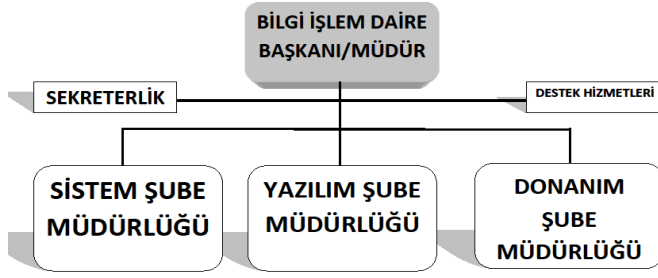 BİLGİ İŞLEM DAİRE
BAŞKANI/MÜDÜR
SEKRETERLİK
DESTEK HİZMETLERİ
SİSTEM ŞUBE
MÜDÜRLÜĞÜ
YAZILIM ŞUBE
MÜDÜRLÜĞÜ
DONANIM
ŞUBE
MÜDÜRLÜĞÜ